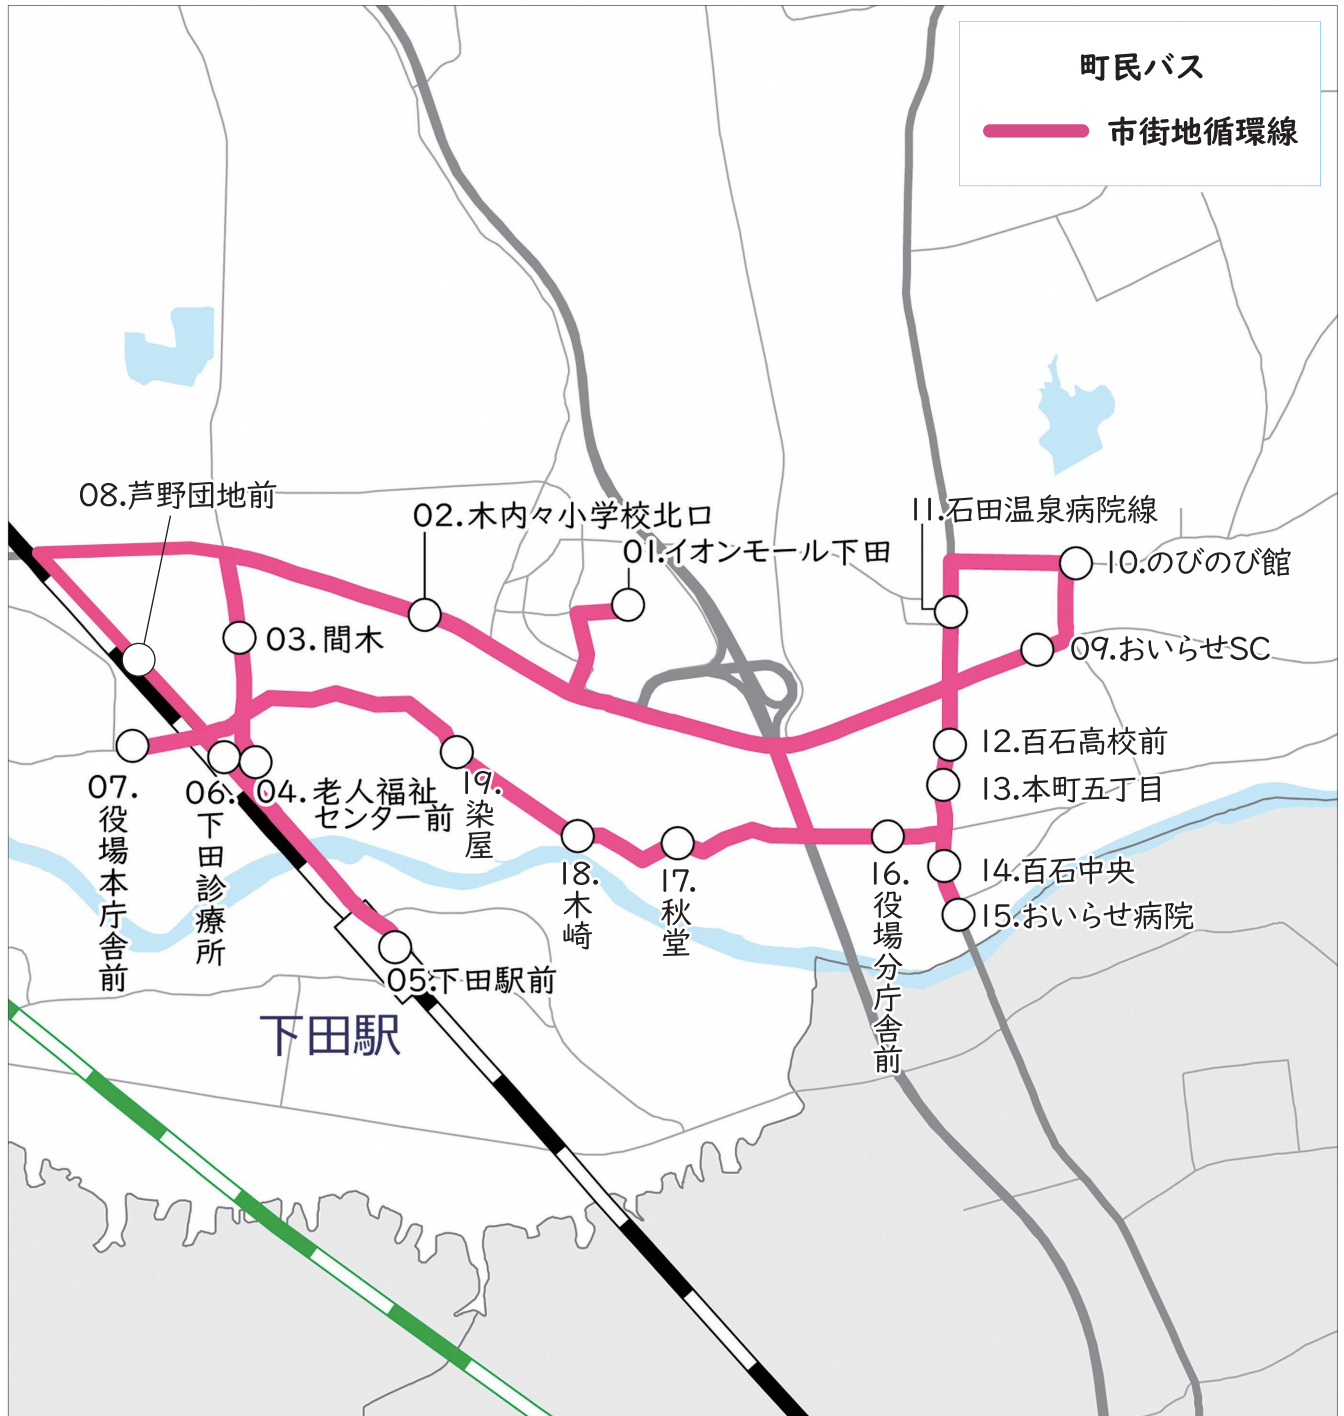 町民バス
市街地循環線
08.芦野団地前
02.木内々小学校北口
01.イオンモール下田
11.石田温泉病院線
10.のびのび館
03.間木
09.おいらせSC
12.百石高校前
13.本町五丁目
07.役場本庁舎前
06.下田診療所
04.老人福祉
センター前
19.染屋
18.木崎
17.秋堂
16.役場分庁舎前
14.百石中央
15.おいらせ病院
05.下田駅前
下田駅